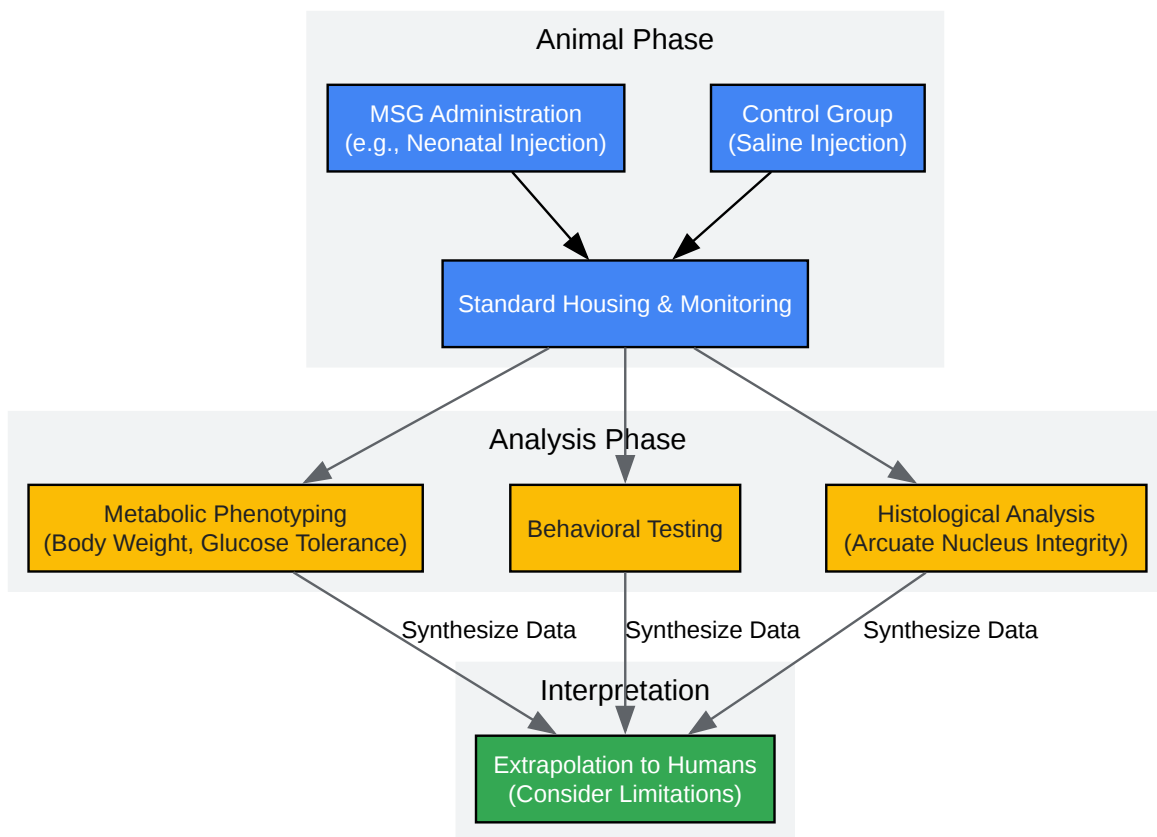 Animal Phase
MSG Administration
(e.g., Neonatal Injection)
Control Group
(Saline Injection)
Standard Housing & Monitoring
Analysis Phase
Metabolic Phenotyping
(Body Weight, Glucose Tolerance)
Behavioral Testing
Histological Analysis
(Arcuate Nucleus Integrity)
Synthesize Data
Synthesize Data
Synthesize Data
Interpretation
Extrapolation to Humans
(Consider Limitations)